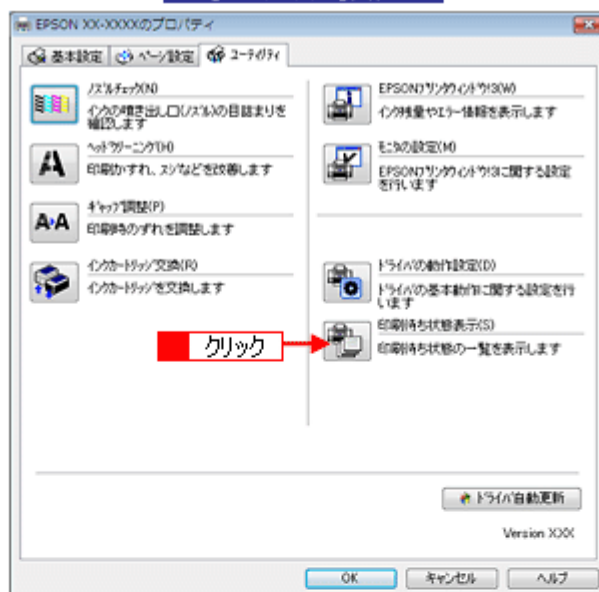 EPSON XX-XXXXのプロパティ
基本設定
ページ設定
ユーティリティ
ノズルチェック(N)
インクの噴き出し口(ノズル)の目詰まりを
確認します
ヘッドクリーニング(H)
印刷かすれ、スジなどを改善します
ギャップ調整(P)
印刷時のずれを調整します
インクカートリッジ交換(R)
インクカートリッジを交換します
EPSONプリンタウィンドウ!3(W)
インク残量やエラー情報を表示します
モニタの設定(M)
EPSONプリンタウィンドウ!3に関する設定
を行います
ドライバの動作設定(D)
ドライバの基本動作に関する設定を行
います
印刷待ち状態表示(S)
印刷待ち状態の一覧を表示します
クリック
ドライバ自動更新
Version XXX
OK
キャンセル
ヘルプ